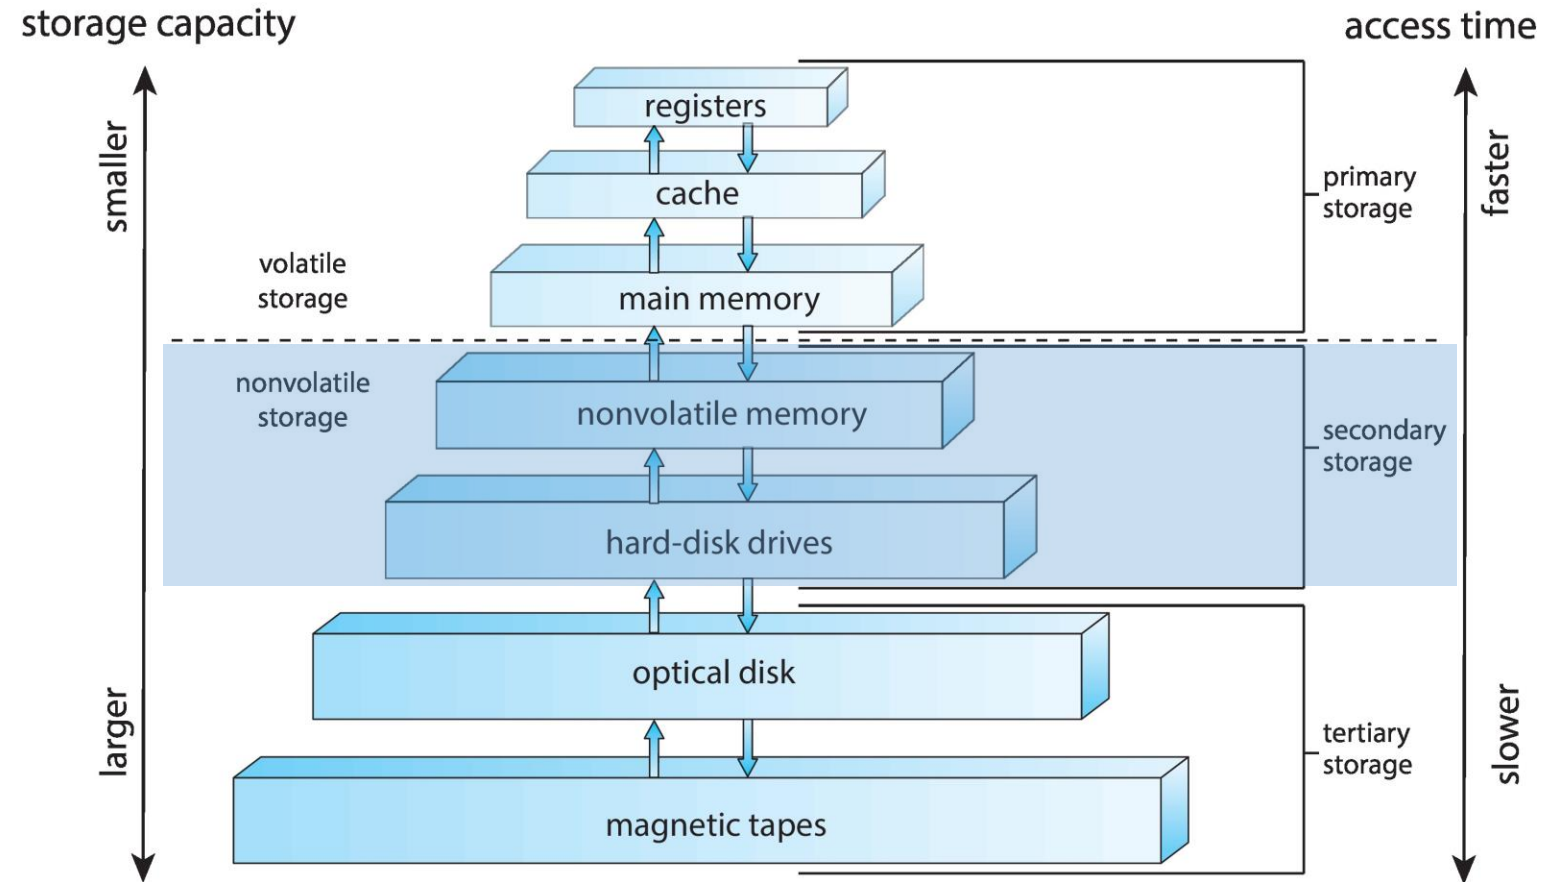 storage capacity
access time
smaller
faster
registers
cache
primary
storage
volatile
storage
main memory
nonvolatile
storage
nonvolatile memory
secondary
storage
hard-disk drives
optical disk
larger
slower
tertiary
storage
magnetic tapes